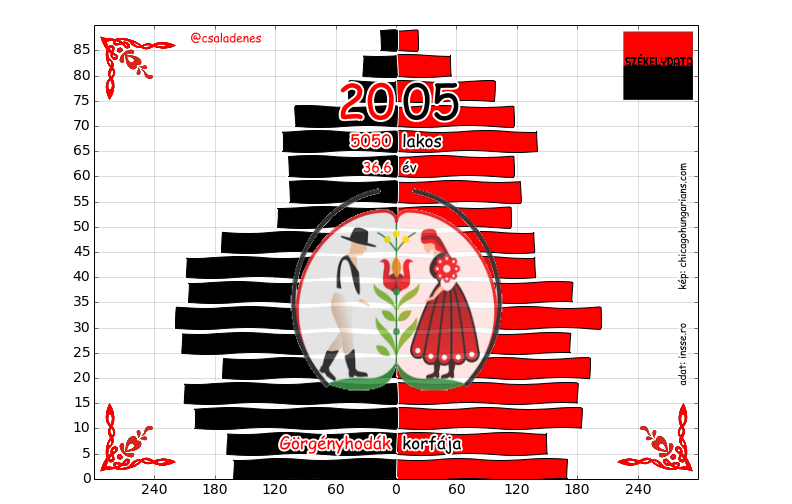 @csaladenes
SZÉKELYDATA
2005
5050 lakos
36.6 év
kép: chicagohungarians.com
adat: insse.ro
Görgényhodák korfája
85
80
75
70
65
60
55
50
45
40
35
30
25
20
15
10
5
0
240 180 120 60 0 60 120 180 240